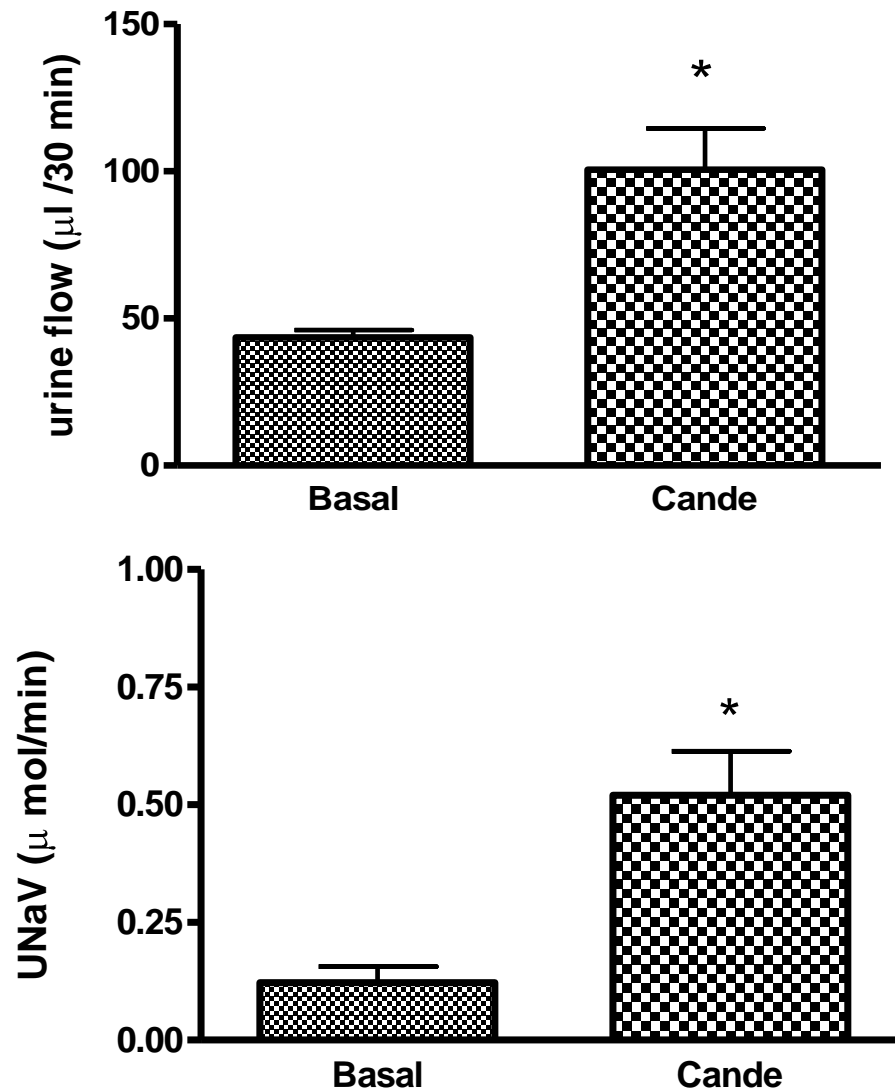 urine flow (µl /30 min)
150
100
50
0
*
Basal
Cande
UNaV (µ mol/min)
1.00
0.75
0.50
0.25
0.00
*
Basal
Cande